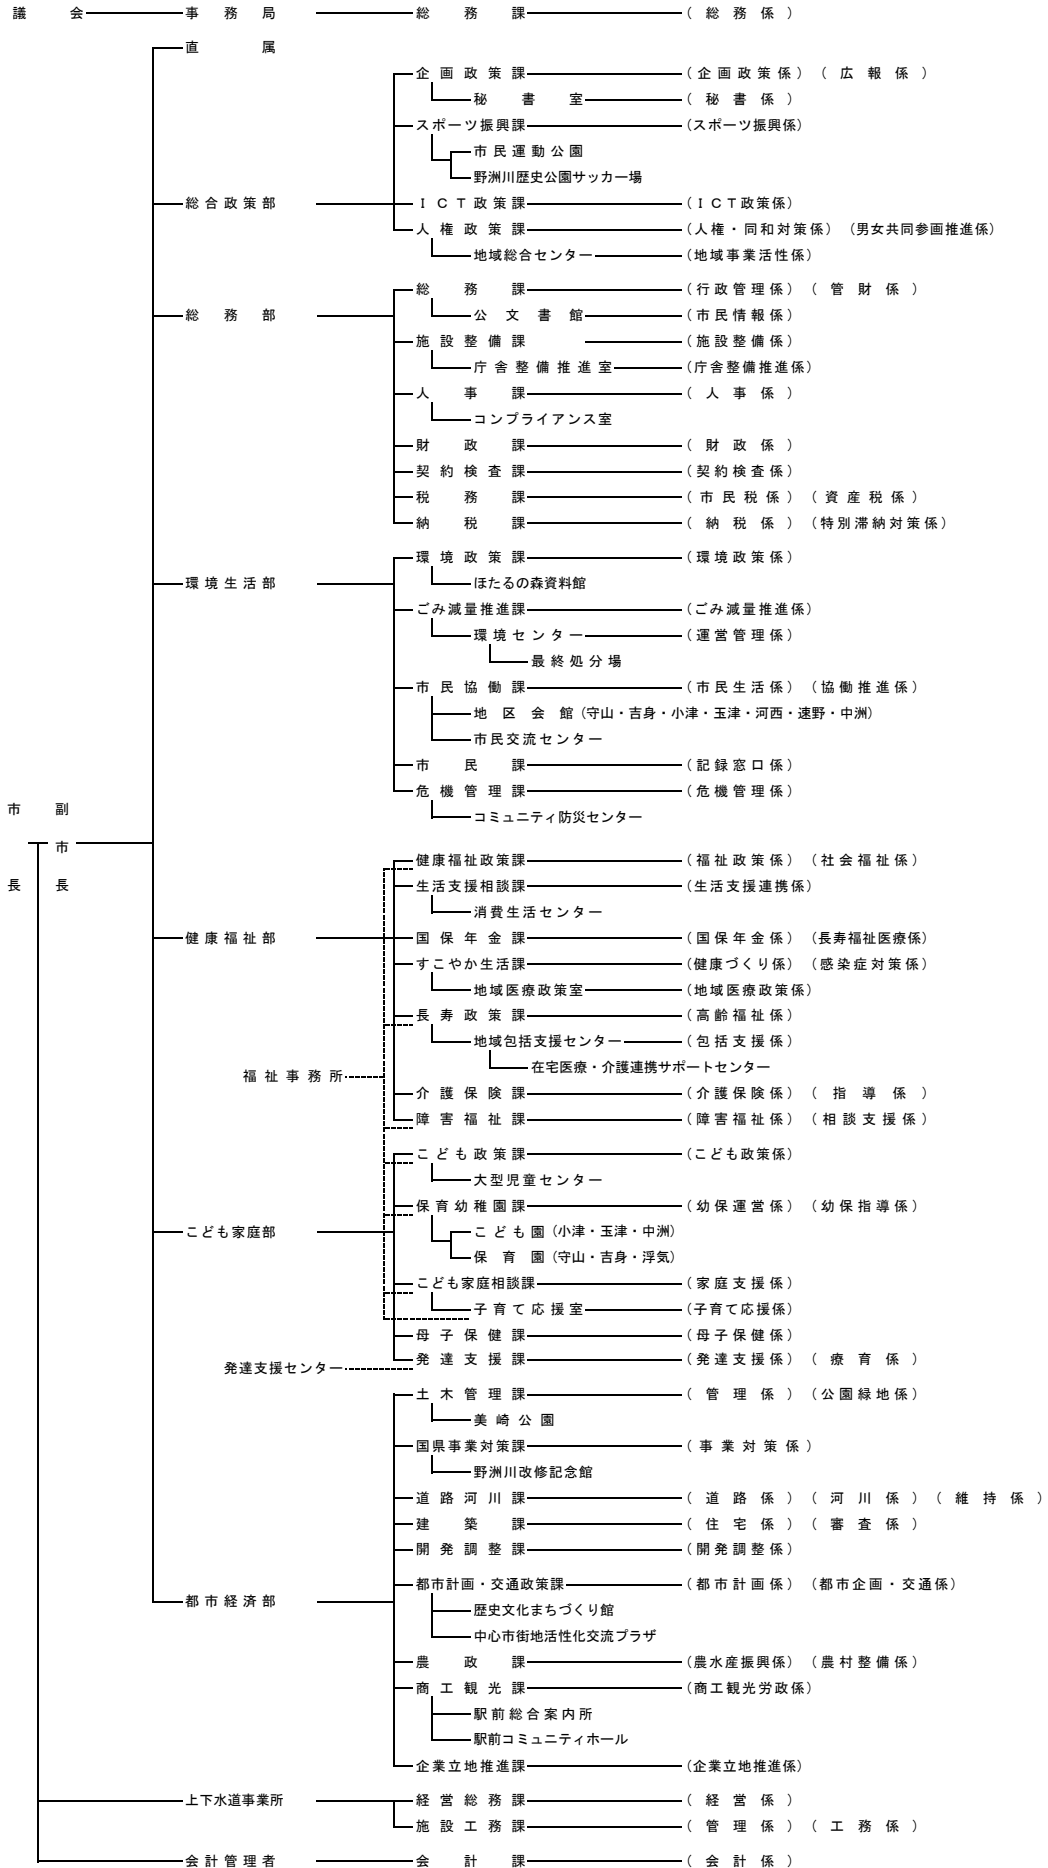 議会 事務局 総務課 (総務係)
直属
企画政策課 (企画政策係) (広報係)
秘書室 (秘書係)
スポーツ振興課 (スポーツ振興係)
市民運動公園
野洲川歴史公園サッカー場
総合政策部 ICT政策課 (ICT政策係)
人権政策課 (人権・同和対策係) (男女共同参画推進係)
地域総合センター (地域事業活性係)
総務課 (行政管理係) (管財係)
総務部 公文書館 (市民情報係)
施設整備課 (施設整備係)
庁舎整備推進室 (庁舎整備推進係)
人事課 (人事係)
コンプライアンス室
財政課 (財政係)
契約検査課 (契約検査係)
税務課 (市民税係) (資産税係)
納税課 (納税係) (特別滞納対策係)
環境政策課 (環境政策係)
環境生活部 ほたるの森資料館
ごみ減量推進課 (ごみ減量推進係)
環境センター (運営管理係)
最終処分場
市民協働課 (市民生活係) (協働推進係)
地区会館 (守山・吉身・小津・玉津・河西・速野・中洲)
市民交流センター
市民課 (記録窓口係)
危機管理課 (危機管理係)
市長 副市長
コミュニティ防災センター
健康福祉政策課 (福祉政策係) (社会福祉係)
生活支援相談課 (生活支援連携係)
消費生活センター
健康福祉部 国保年金課 (国保年金係) (長寿福祉医療係)
すこやか生活課 (健康づくり係) (感染症対策係)
地域医療政策室 (地域医療政策係)
長寿政策課 (高齢福祉係)
地域包括支援センター (包括支援係)
在宅医療・介護連携サポートセンター
福祉事務所
介護保険課 (介護保険係) (指導係)
障害福祉課 (障害福祉係) (相談支援係)
こども政策課 (こども政策係)
大型児童センター
保育幼稚園課 (幼保運営係) (幼保指導係)
こども家庭部 こども園 (小津・玉津・中洲)
保育園 (守山・吉身・浮気)
こども家庭相談課 (家庭支援係)
子育て応援室 (子育て応援係)
母子保健課 (母子保健係)
発達支援課 (発達支援係) (療育係)
発達支援センター
土木管理課 (管理係) (公園緑地係)
美崎公園
国県事業対策課 (事業対策係)
野洲川改修記念館
道路河川課 (道路係) (河川係) (維持係)
建築課 (住宅係) (審査係)
開発調整課 (開発調整係)
都市計画・交通政策課 (都市計画係) (都市企画・交通係)
都市経済部 歴史文化まちづくり館
中心市街地活性化交流プラザ
農政課 (農水産振興係) (農村整備係)
商工観光課 (商工観光労政係)
駅前総合案内所
駅前コミュニティホール
企業立地推進課 (企業立地推進係)
上下水道事業所 経営総務課 (経営係)
施設工務課 (管理係) (工務係)
会計管理者 会計課 (会計係)